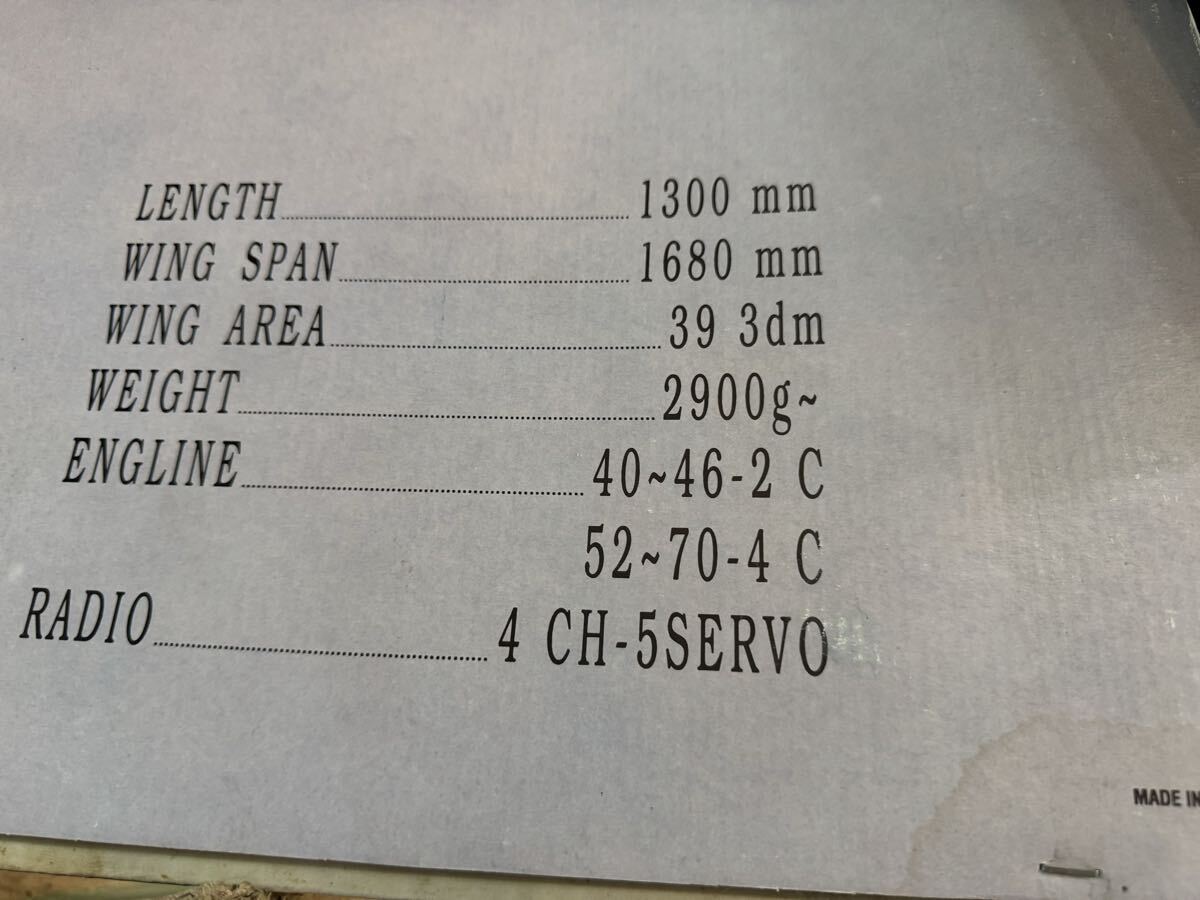 LENGTH 1300 mm
WING SPAN 1680 mm
WING AREA 39 3dm
WEIGHT 2900g~
ENGLINE 40~46-2 C
52~70-4 C
RADIO 4 CH-5SERVO
MADE IN